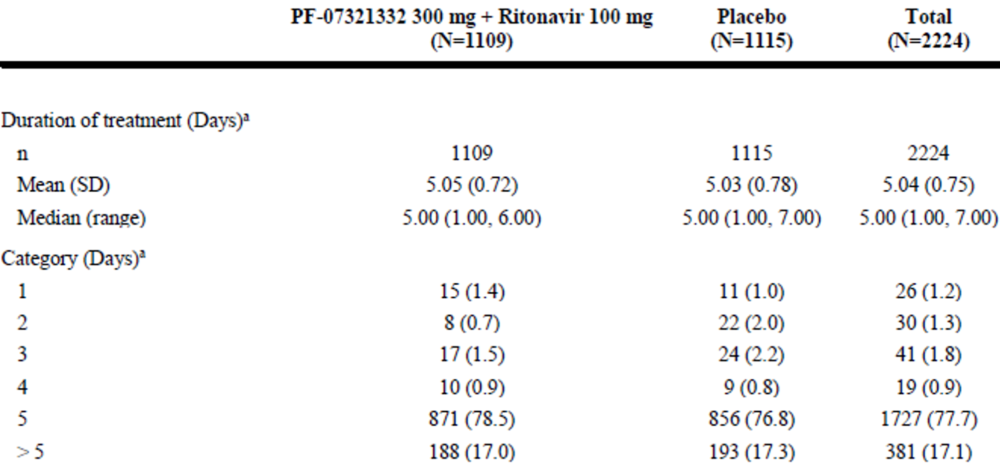 PF-07321332 300 mg + Ritonavir 100 mg Placebo Total
(N=1109) (N=1115) (N=2224)
Duration of treatment (Days)ª
n 1109 1115 2224
Mean (SD) 5.05 (0.72) 5.03 (0.78) 5.04 (0.75)
Median (range) 5.00 (1.00, 6.00) 5.00 (1.00, 7.00) 5.00 (1.00, 7.00)
Category (Days)ª
1 15 (1.4) 11 (1.0) 26 (1.2)
2 8 (0.7) 22 (2.0) 30 (1.3)
3 17 (1.5) 24 (2.2) 41 (1.8)
4 10 (0.9) 9 (0.8) 19 (0.9)
5 871 (78.5) 856 (76.8) 1727 (77.7)
> 5 188 (17.0) 193 (17.3) 381 (17.1)